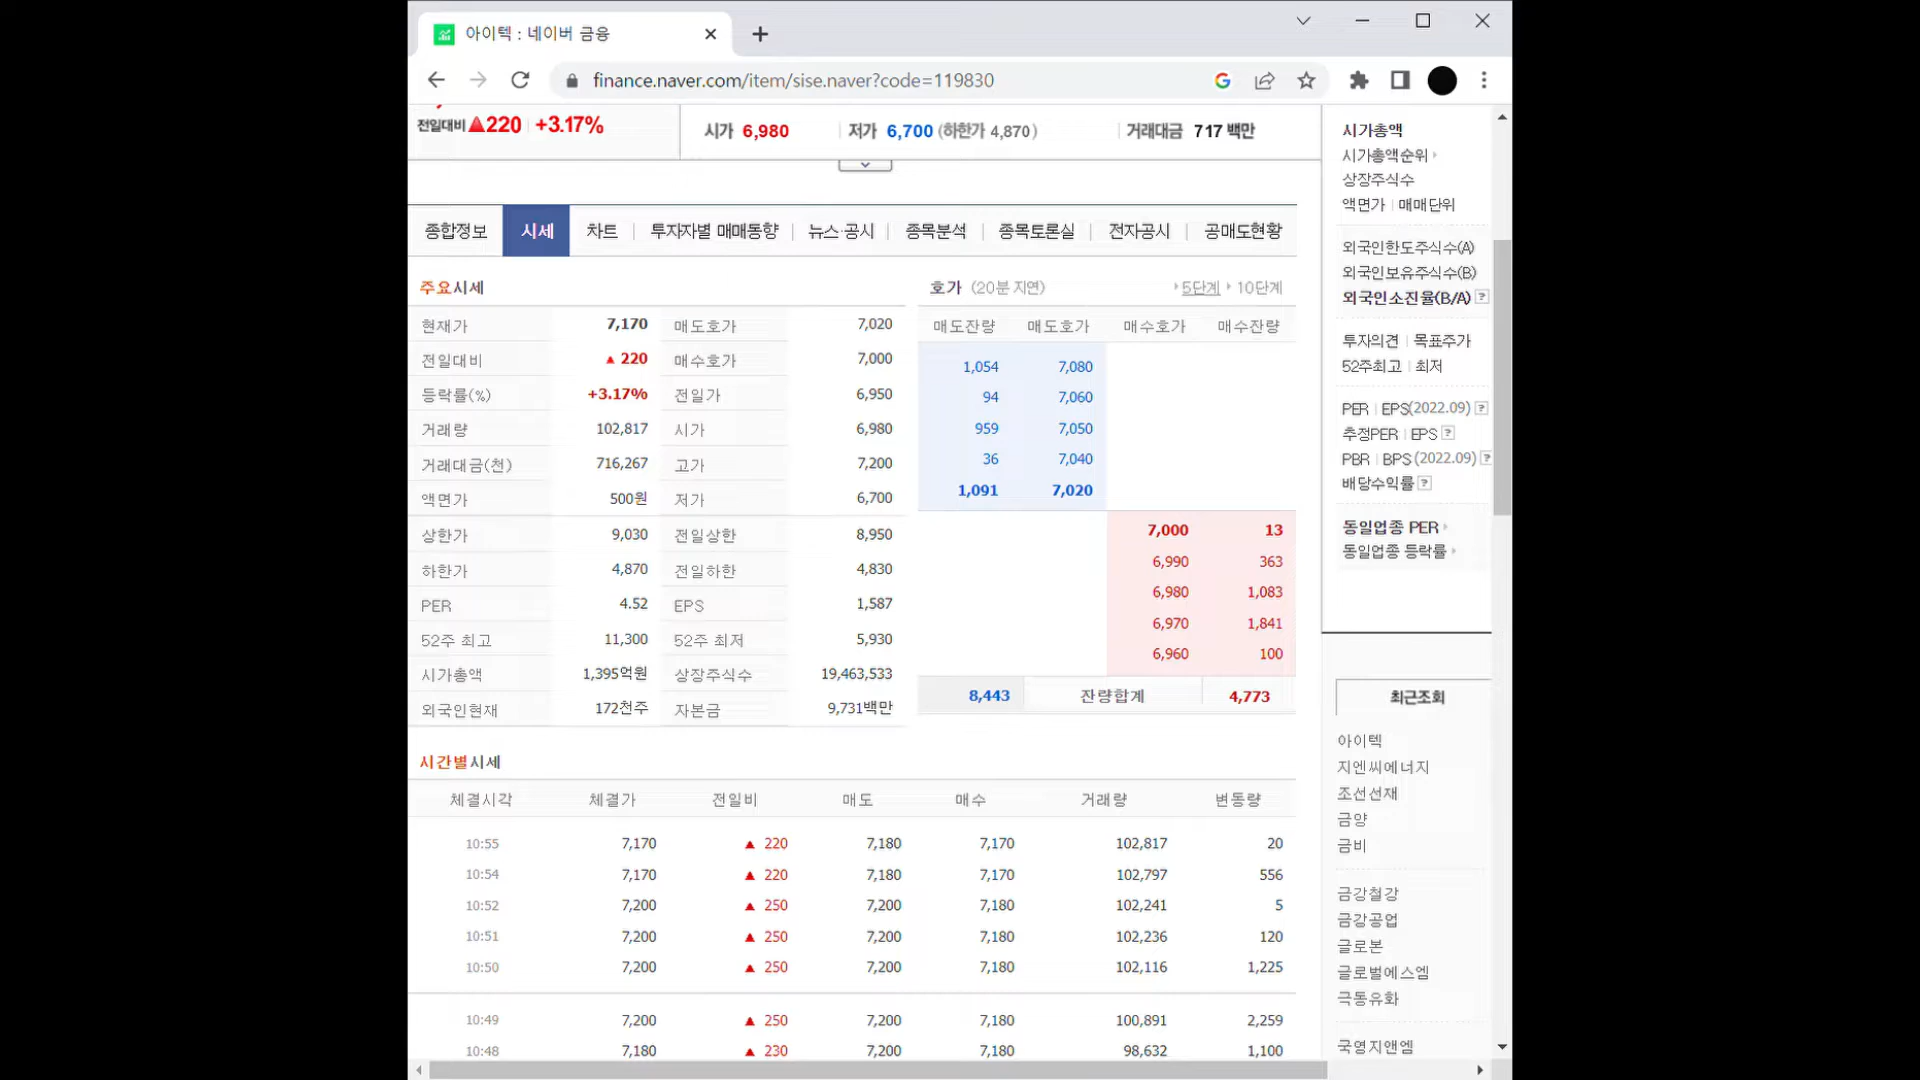 아이텍 : 네이버 금융
finance.naver.com/item/sise.naver?code=119830
전일대비 ▲220 +3.17%
시가 6,980 저가 6,700 (하한가 4,870) 거래대금 717 백만
종합정보 시세 차트 투자자별 매매동향 뉴스·공시 종목분석 종목토론실 전자공시 공매도현황
주요시세
현재가 7,170 매도호가 7,020
전일대비 ▲ 220 매수호가 7,000
등락률(%) +3.17% 전일가 6,950
거래량 102,817 시가 6,980
거래대금(천) 716,267 고가 7,200
액면가 500원 저가 6,700
상한가 9,030 전일상한 8,950
하한가 4,870 전일하한 4,830
PER 4.52 EPS 1,587
52주 최고 11,300 52주 최저 5,930
시가총액 1,395억원 상장주식수 19,463,533
외국인현재 172천주 자본금 9,731백만
호가 (20분 지연) 5단계 10단계
매도잔량 매도호가 매수호가 매수잔량
1,054 7,080
94 7,060
959 7,050
36 7,040
1,091 7,020
7,000 13
6,990 363
6,980 1,083
6,970 1,841
6,960 100
8,443 잔량합계 4,773
시간별시세
체결시각 체결가 전일비 매도 매수 거래량 변동량
10:55 7,170 ▲ 220 7,180 7,170 102,817 20
10:54 7,170 ▲ 220 7,180 7,170 102,797 556
10:52 7,200 ▲ 250 7,200 7,180 102,241 5
10:51 7,200 ▲ 250 7,200 7,180 102,236 120
10:50 7,200 ▲ 250 7,200 7,180 102,116 1,225
10:49 7,200 ▲ 250 7,200 7,180 100,891 2,259
10:48 7,180 ▲ 230 7,200 7,180 98,632 1,100
시가총액
시가총액순위
상장주식수
액면가 매매단위
외국인한도주식수(A)
외국인보유주식수(B)
외국인소진율(B/A) ?
투자의견 목표주가
52주최고 최저
PER EPS(2022.09) ?
추정PER EPS ?
PBR BPS (2022.09) ?
배당수익률 ?
동일업종 PER
동일업종 등락률
최근조회
아이텍
지엔씨에너지
조선선재
금양
금비
금강철강
금강공업
글로본
글로벌에스엠
극동유화
국영지앤엠